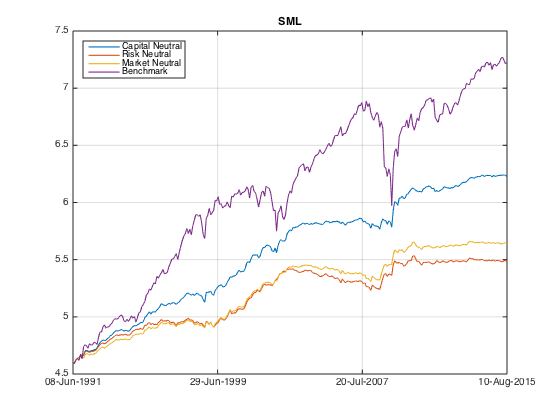 SML
7.5
Capital Neutral
Risk Neutral
Market Neutral
Benchmark
7
6.5
6
5.5
5
4.5
08-Jun-1991 29-Jun-1999 20-Jul-2007 10-Aug-2015